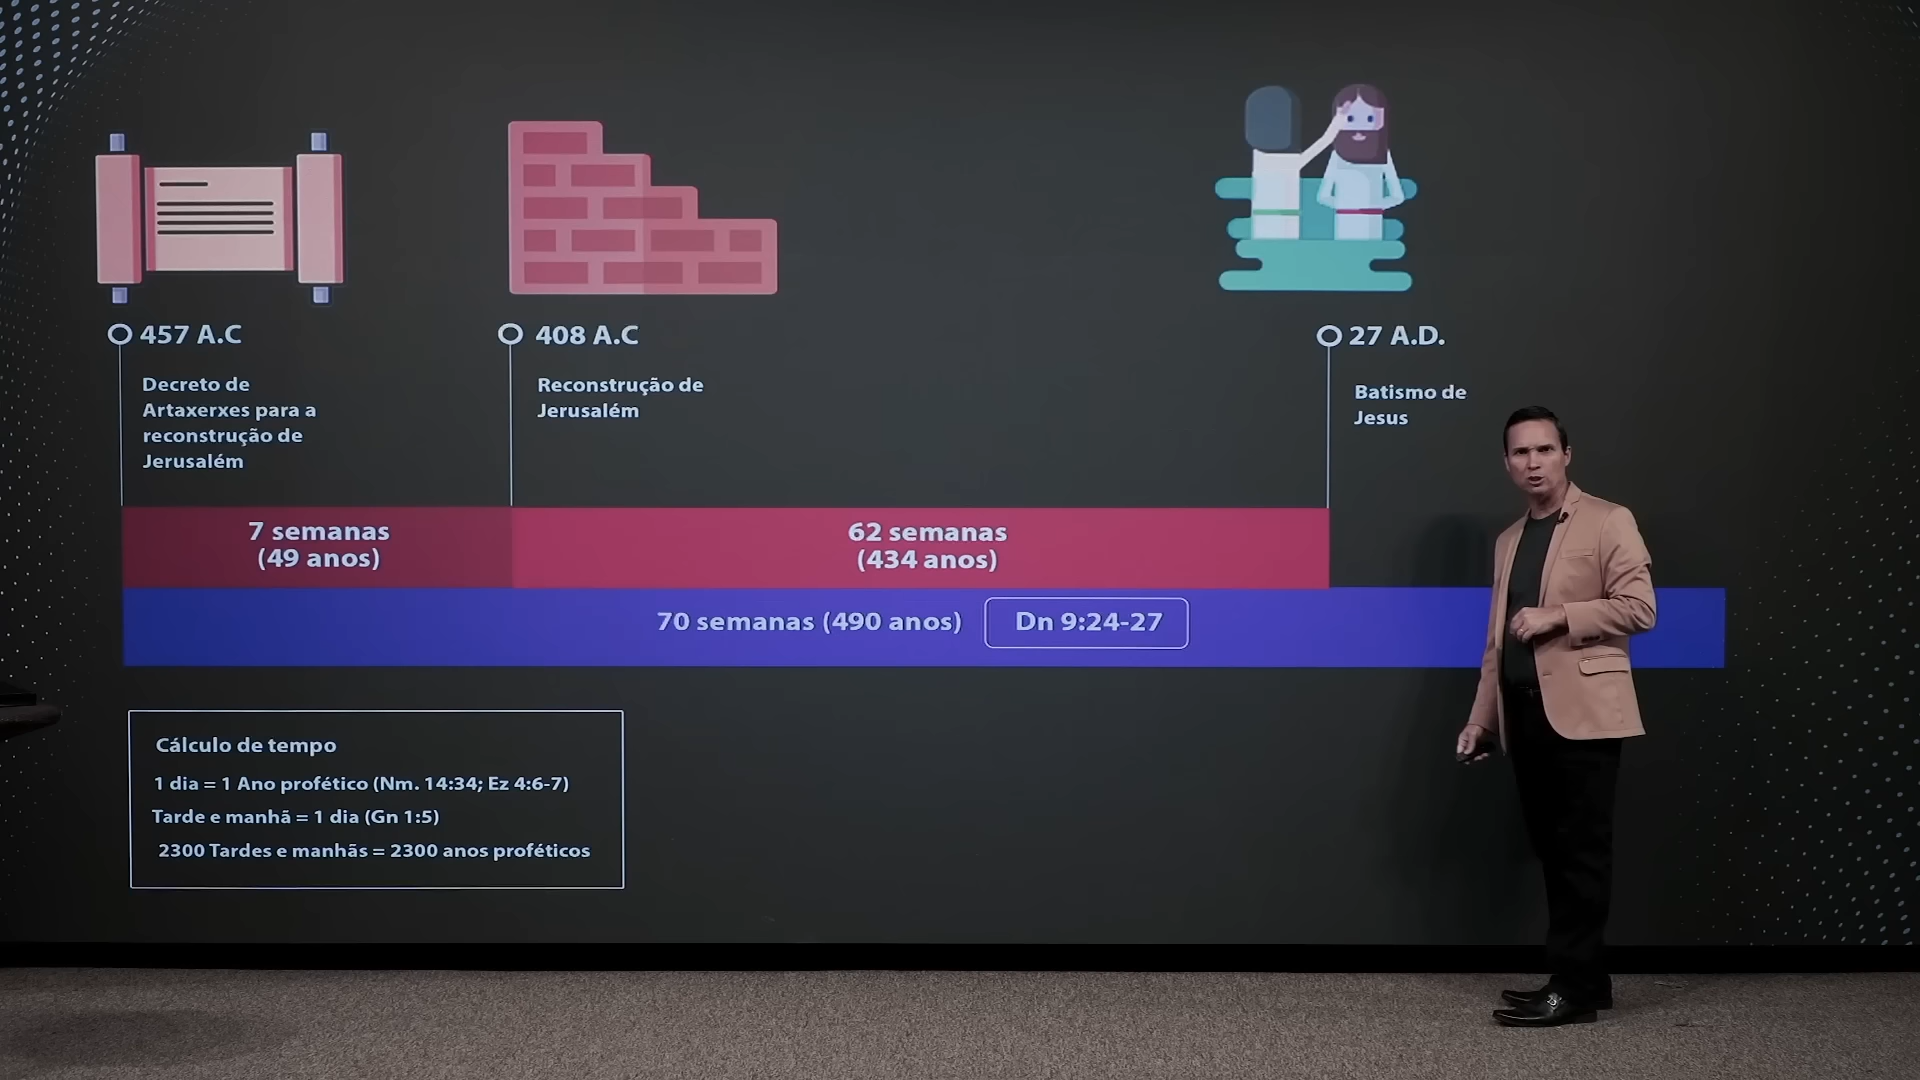 457 A.C
Decreto de
Artaxerxes para a
reconstrução de
Jerusalém
408 A.C
Reconstrução de
Jerusalém
27 A.D.
Batismo de
Jesus
7 semanas
(49 anos)
62 semanas
(434 anos)
70 semanas (490 anos)
Dn 9:24-27
Cálculo de tempo
1 dia = 1 Ano profético (Nm. 14:34; Ez 4:6-7)
Tarde e manhã = 1 dia (Gn 1:5)
2300 Tardes e manhãs = 2300 anos proféticos